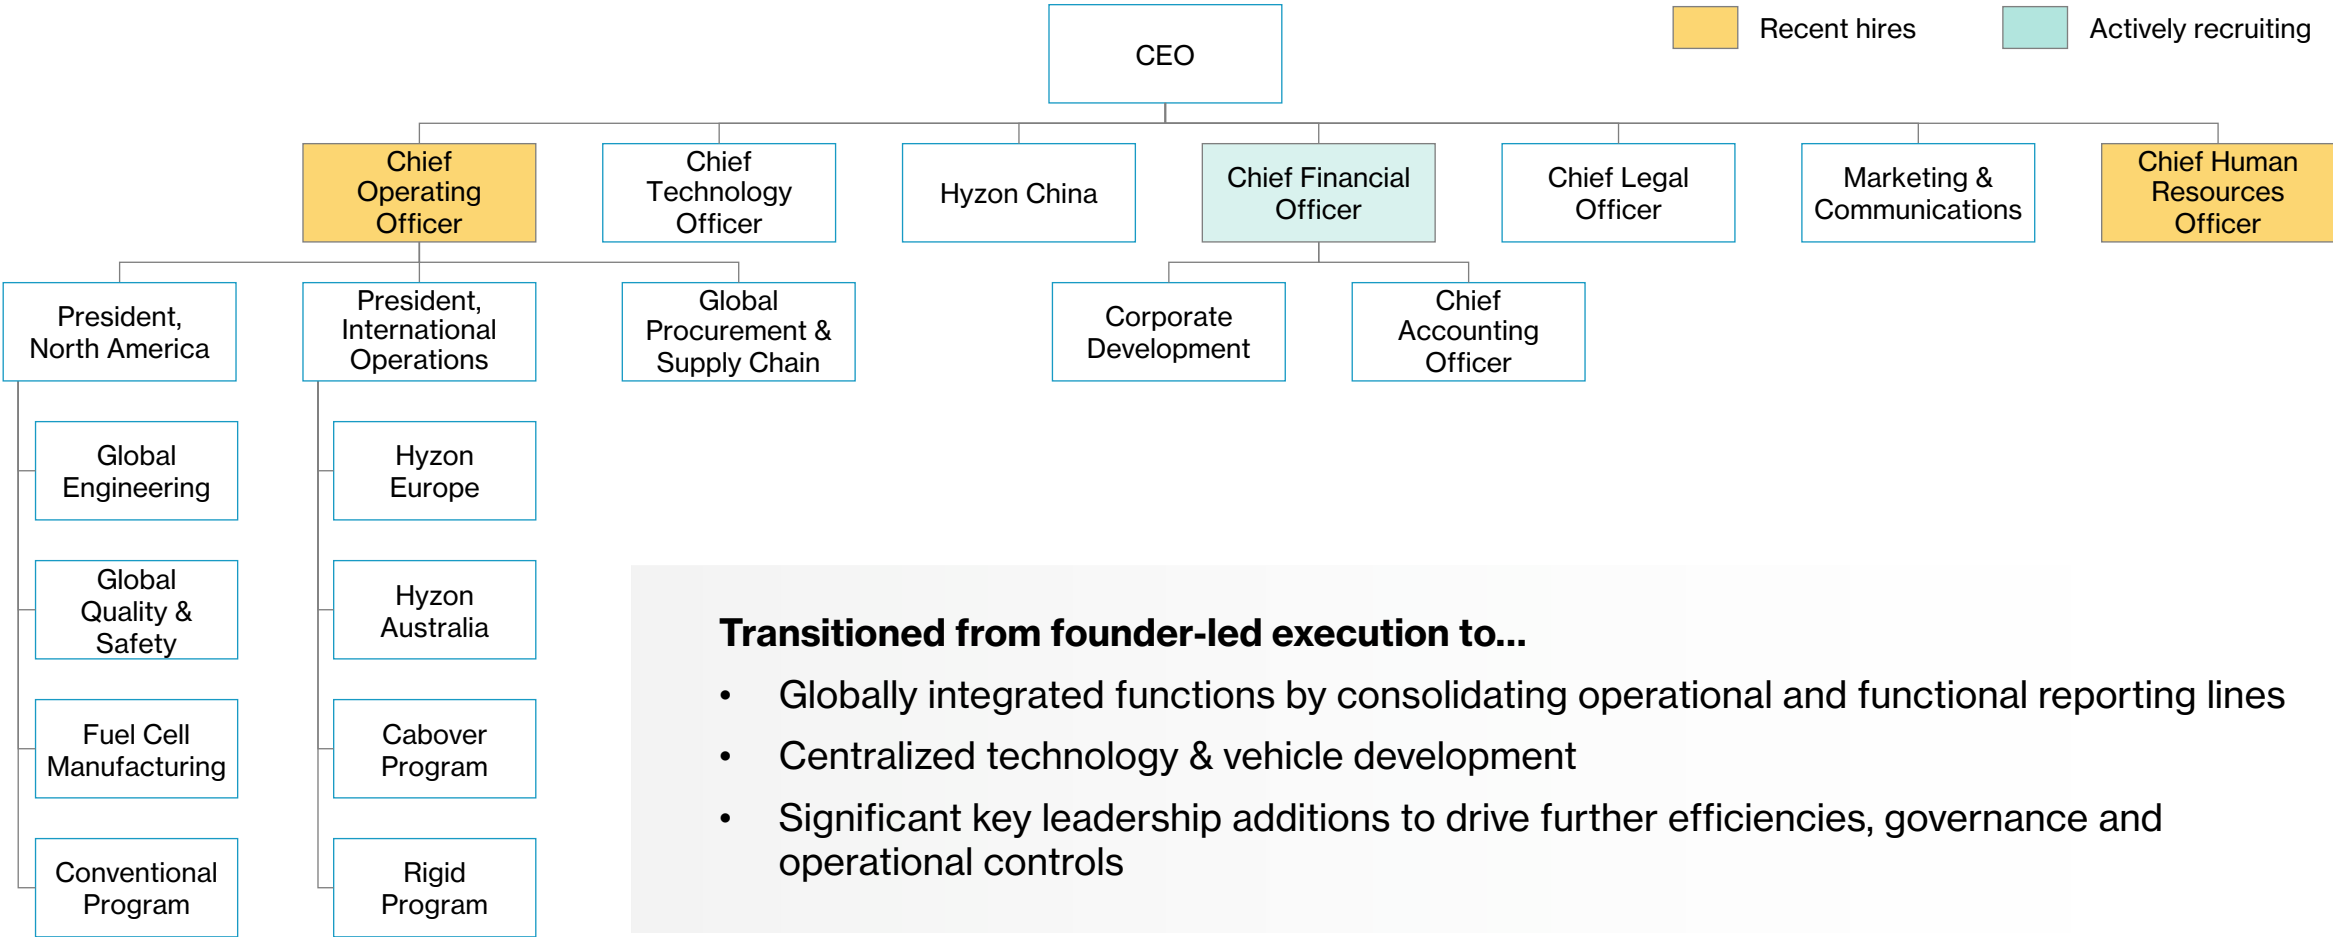 CEO
Recent hires
Actively recruiting
Chief
Operating
Officer
Chief
Technology
Officer
Hyzon China
Chief Financial
Officer
Chief Legal
Officer
Marketing &
Communications
Chief Human
Resources
Officer
President,
North America
President,
International
Operations
Global
Procurement &
Supply Chain
Corporate
Development
Chief
Accounting
Officer
Global
Engineering
Hyzon
Europe
Global
Quality &
Safety
Hyzon
Australia
Fuel Cell
Manufacturing
Cabover
Program
Conventional
Program
Rigid
Program
Transitioned from founder-led execution to...
• Globally integrated functions by consolidating operational and functional reporting lines
• Centralized technology & vehicle development
• Significant key leadership additions to drive further efficiencies, governance and
operational controls